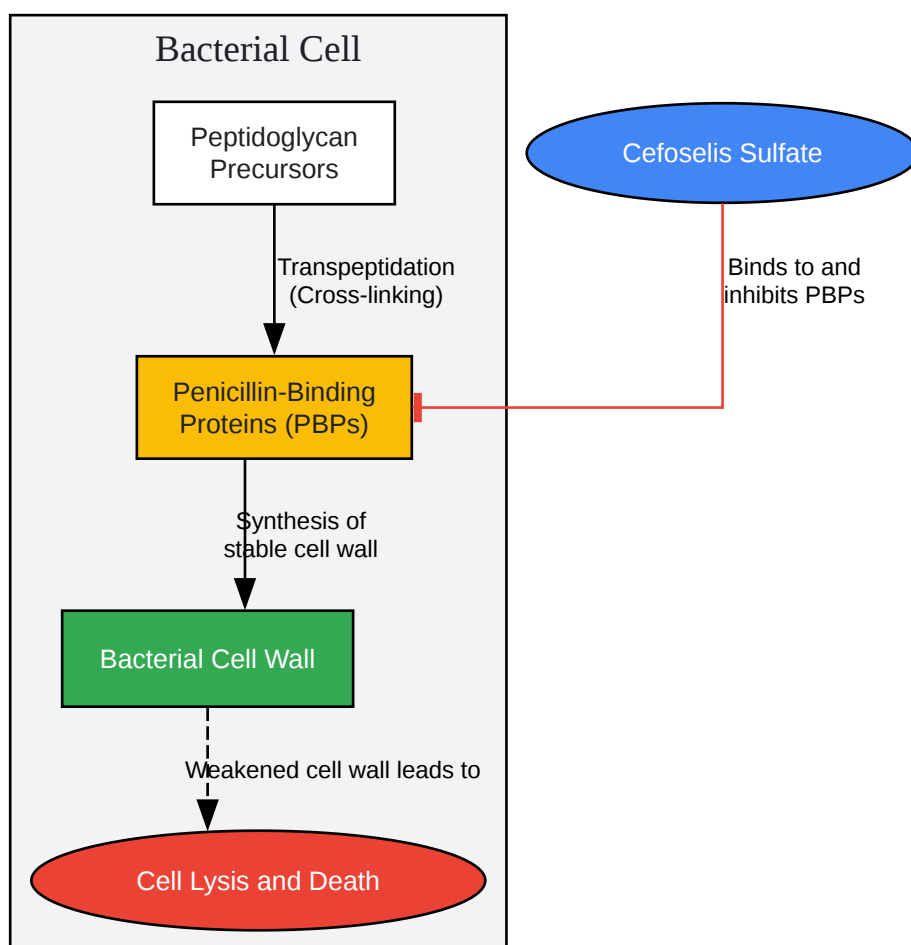 Bacterial Cell
Peptidoglycan
Precursors
Cefoselis Sulfate
Transpeptidation
(Cross-linking)
Binds to and
inhibits PBPs
Penicillin-Binding
Proteins (PBPs)
Synthesis of
stable cell wall
Bacterial Cell Wall
Weakened cell wall leads to
Cell Lysis and Death